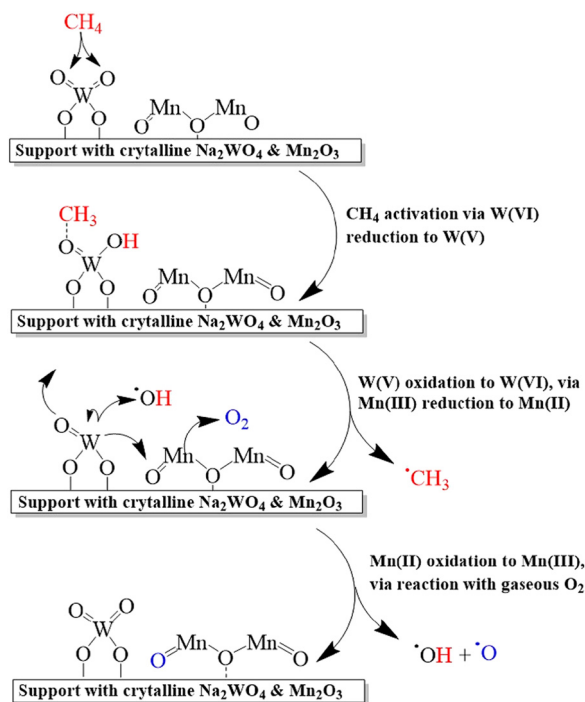 CH4
O O
W
O O
Mn Mn
O O O
Support with crytalline Na2WO4 & Mn2O3
CH4 activation via W(VI)
reduction to W(V)
CH3
O OH
W
O O
Mn Mn
O O O
Support with crytalline Na2WO4 & Mn2O3
W(V) oxidation to W(VI), via
Mn(III) reduction to Mn(II)
•CH3
•OH
O2
O
W
O O
Mn Mn
O O O
Support with crytalline Na2WO4 & Mn2O3
Mn(II) oxidation to Mn(III),
via reaction with gaseous O2
•OH + •O
O O
W
O O
Mn Mn
O O O
Support with crytalline Na2WO4 & Mn2O3